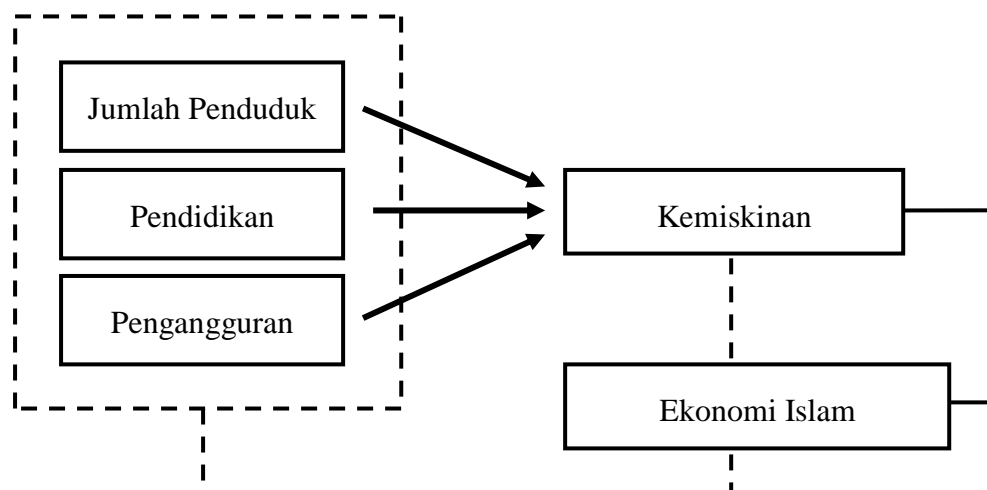 Jumlah Penduduk
Pendidikan
Pengangguran
Kemiskinan
Ekonomi Islam